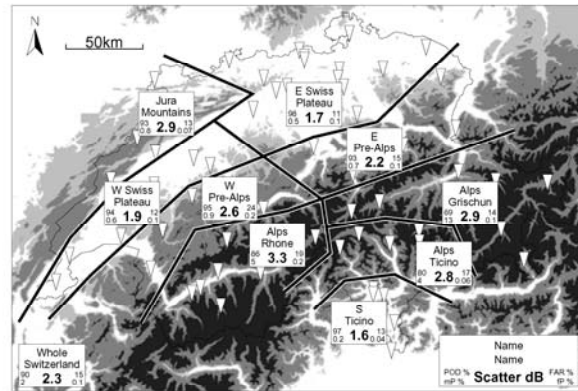 50km
E Swiss
Plateau
98 11
0.5 1.7 0.1
Jura
Mountains
93 13
0.8 2.9 0.07
E
Pre-Alps
93 15
0.7 2.2 0.1
W
Pre-Alps
95 24
0.9 2.6 0.2
W Swiss
Plateau
94 12
0.6 1.9 0.1
Alps
Grischun
69 14
13 2.9 0.1
Alps
Rhone
86 19
5 3.3 0.2
Alps
Ticino
80 17
4 2.8 0.06
S
Ticino
97 13
0.2 1.6 0.04
Whole
Switzerland
90 15
2 2.3 0.1
Name
Name
POD % FAR %
mP % Scatter dB fP %